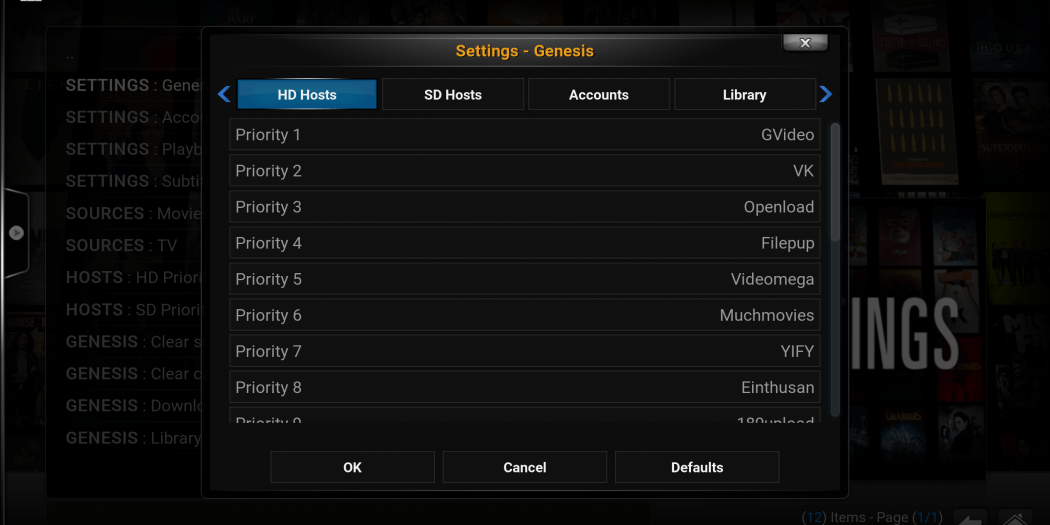 Settings - Genesis
HD Hosts
SD Hosts
Accounts
Library
Priority 1 GVideo
Priority 2 VK
Priority 3 Openload
Priority 4 Filepup
Priority 5 Videomega
Priority 6 Muchmovies
Priority 7 YIFY
Priority 8 Einthusan
Priority 9 180upload
OK
Cancel
Defaults
..
SETTINGS : Gene
SETTINGS : Acco
SETTINGS : Playb
SETTINGS : Subti
SOURCES : Movie
SOURCES : TV
HOSTS : HD Priori
HOSTS : SD Priori
GENESIS : Clear s
GENESIS : Clear c
GENESIS : Downlo
GENESIS : Library
HOUSE
INGS
(12) Items - Page (1/1)